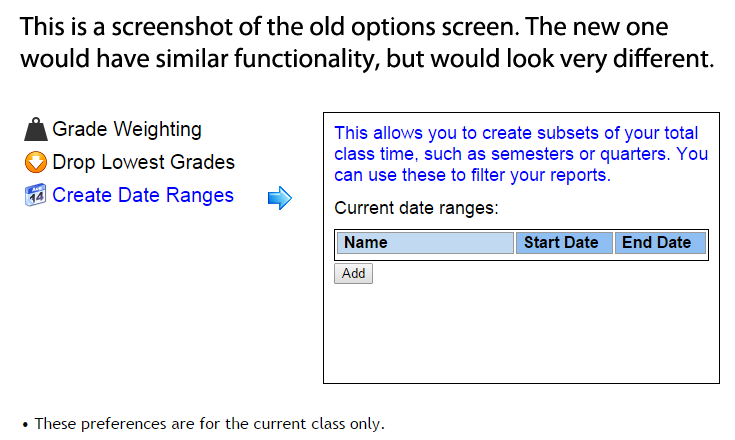 This is a screenshot of the old options screen. The new one
would have similar functionality, but would look very different.
Grade Weighting
Drop Lowest Grades
14 Create Date Ranges
This allows you to create subsets of your total
class time, such as semesters or quarters. You
can use these to filter your reports.
Current date ranges:
Name Start Date End Date
Add
• These preferences are for the current class only.